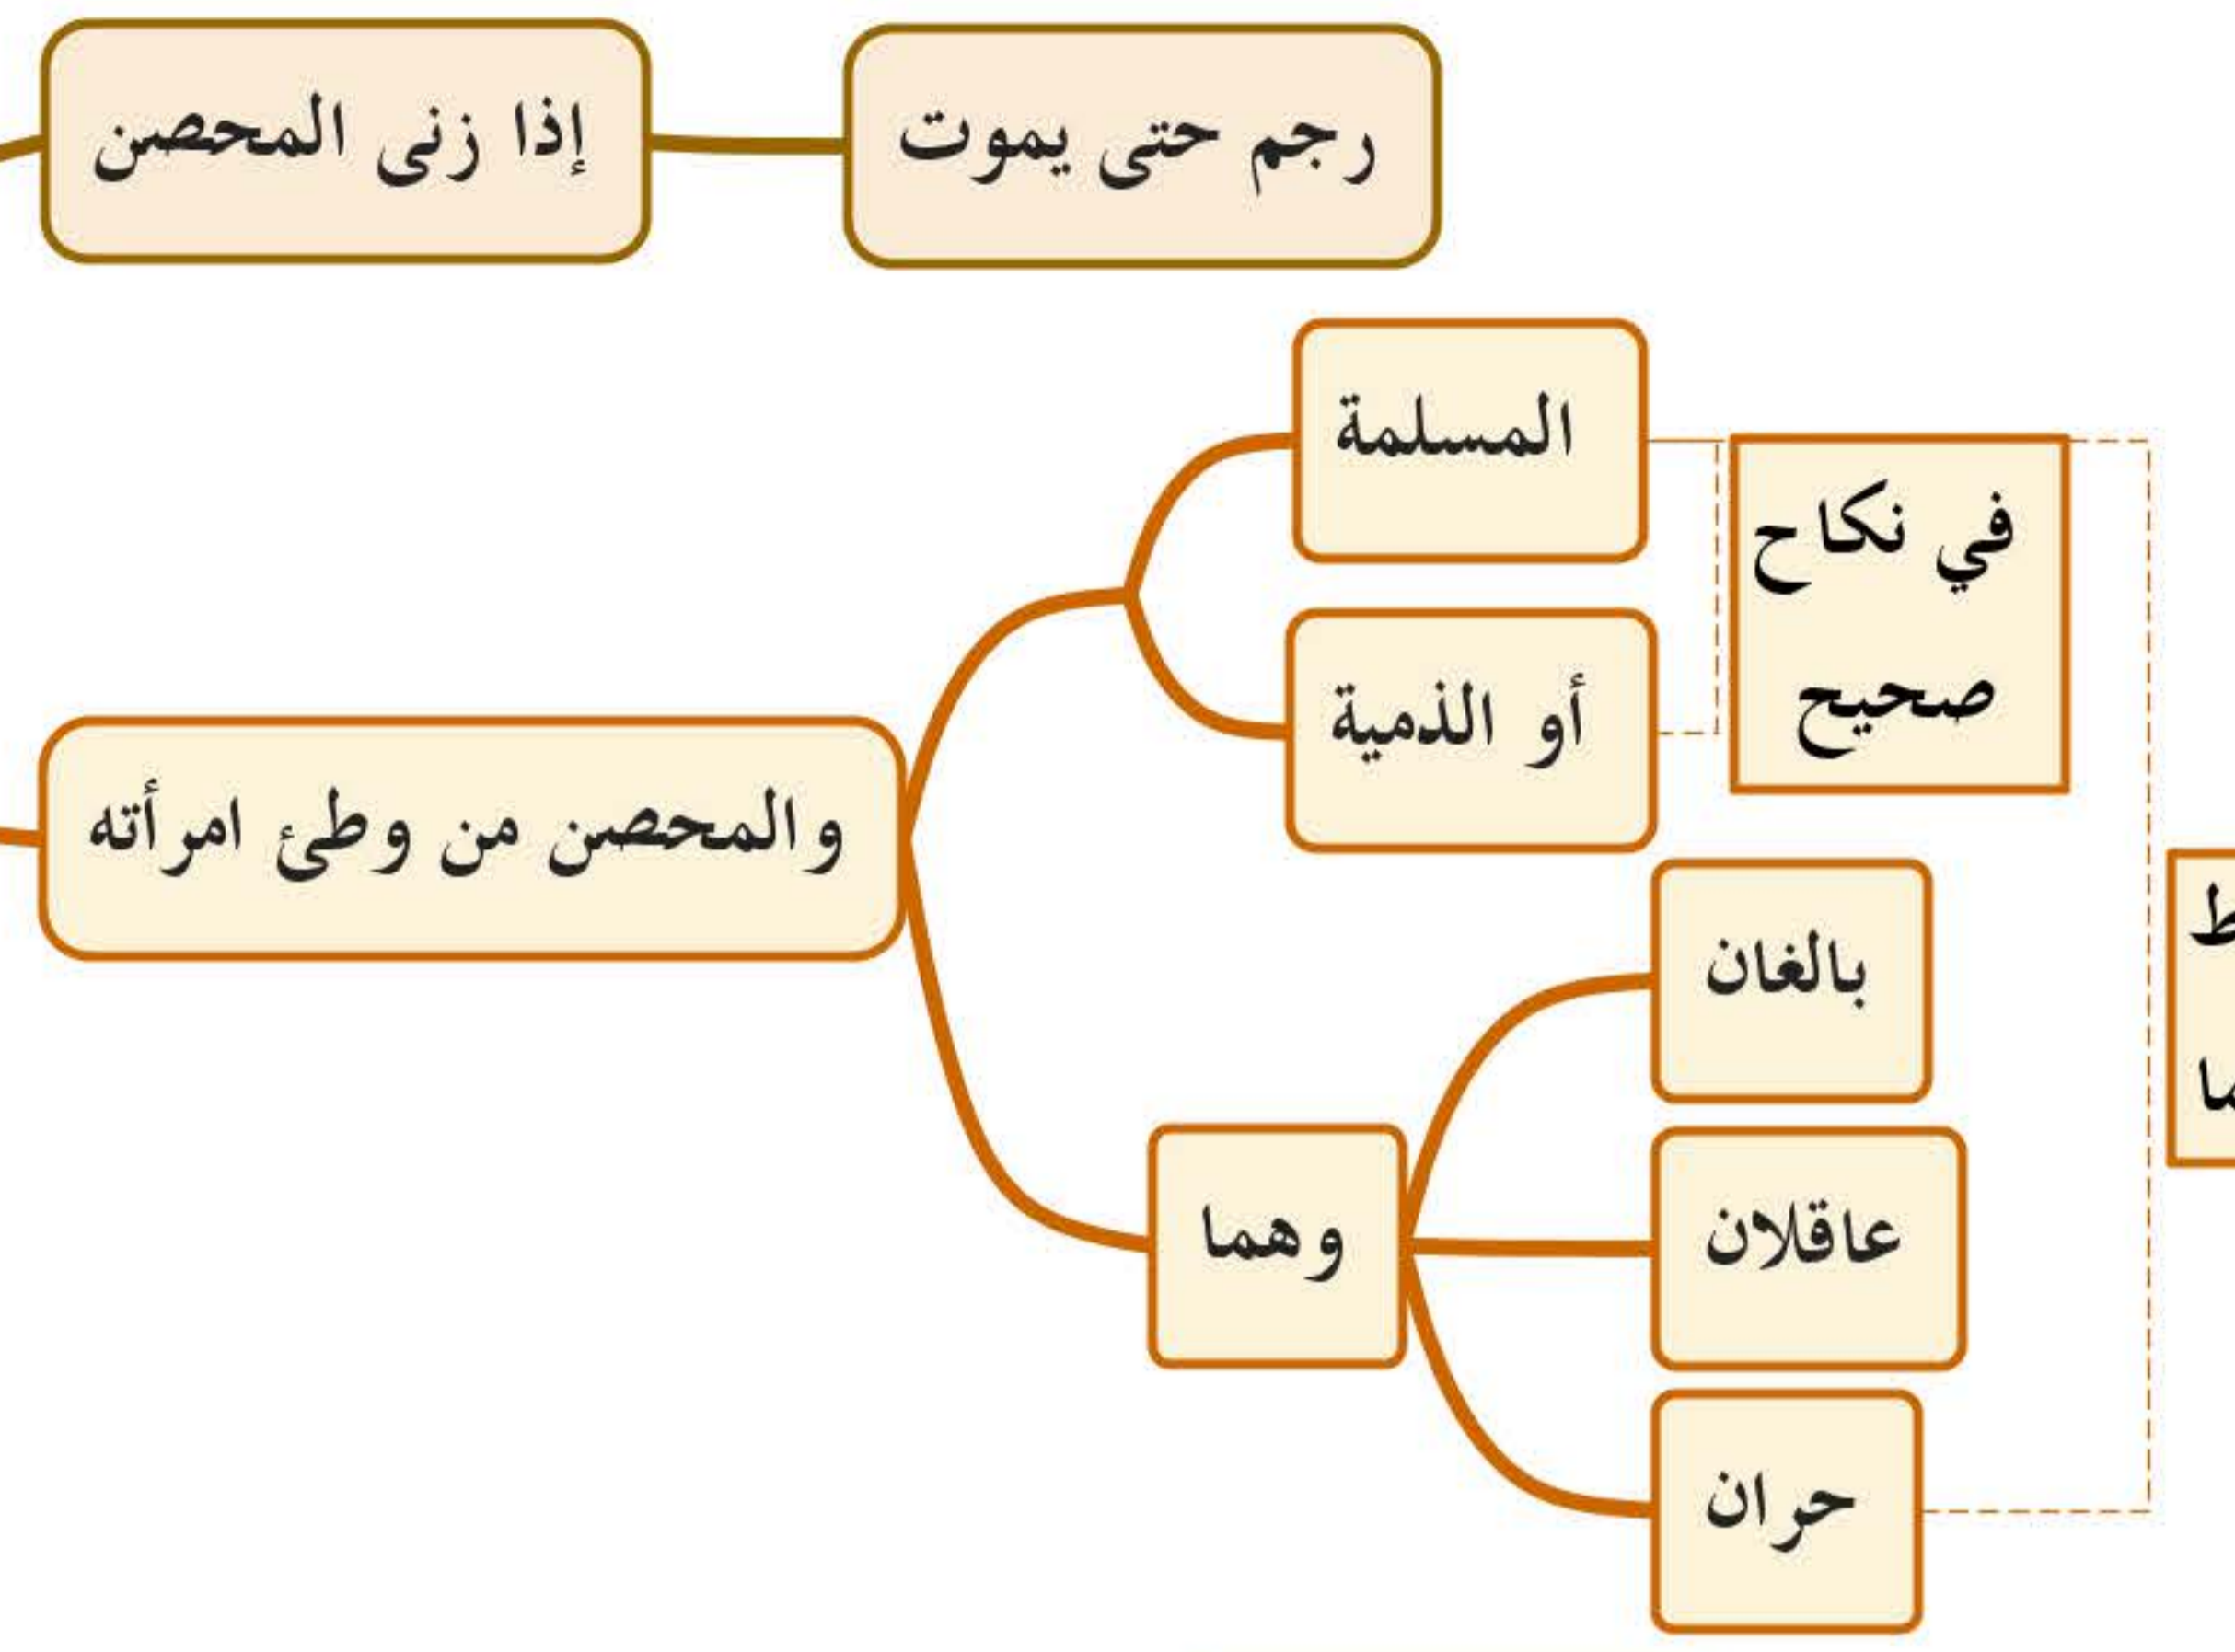 إذا زنى المحصن
رجم حتى يموت
والمحصن من وطئ امرأته
المسلمة
أو الذمية
في نكاح
صحيح
وهما
بالغان
عاقلان
حران